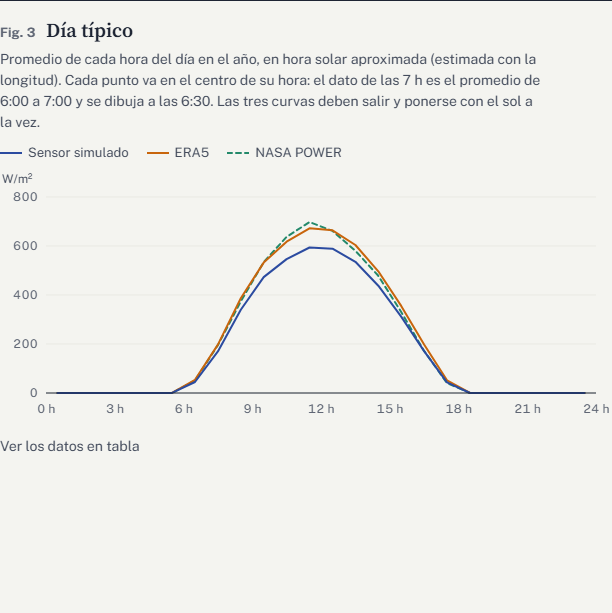 Fig. 3 Día típico
Promedio de cada hora del día en el año, en hora solar aproximada (estimada con la
longitud). Cada punto va en el centro de su hora: el dato de las 7 h es el promedio de
6:00 a 7:00 y se dibuja a las 6:30. Las tres curvas deben salir y ponerse con el sol a
la vez.
Sensor simulado ERA5 NASA POWER
W/m²
800
600
400
200
0
0 h 3 h 6 h 9 h 12 h 15 h 18 h 21 h 24 h
Ver los datos en tabla